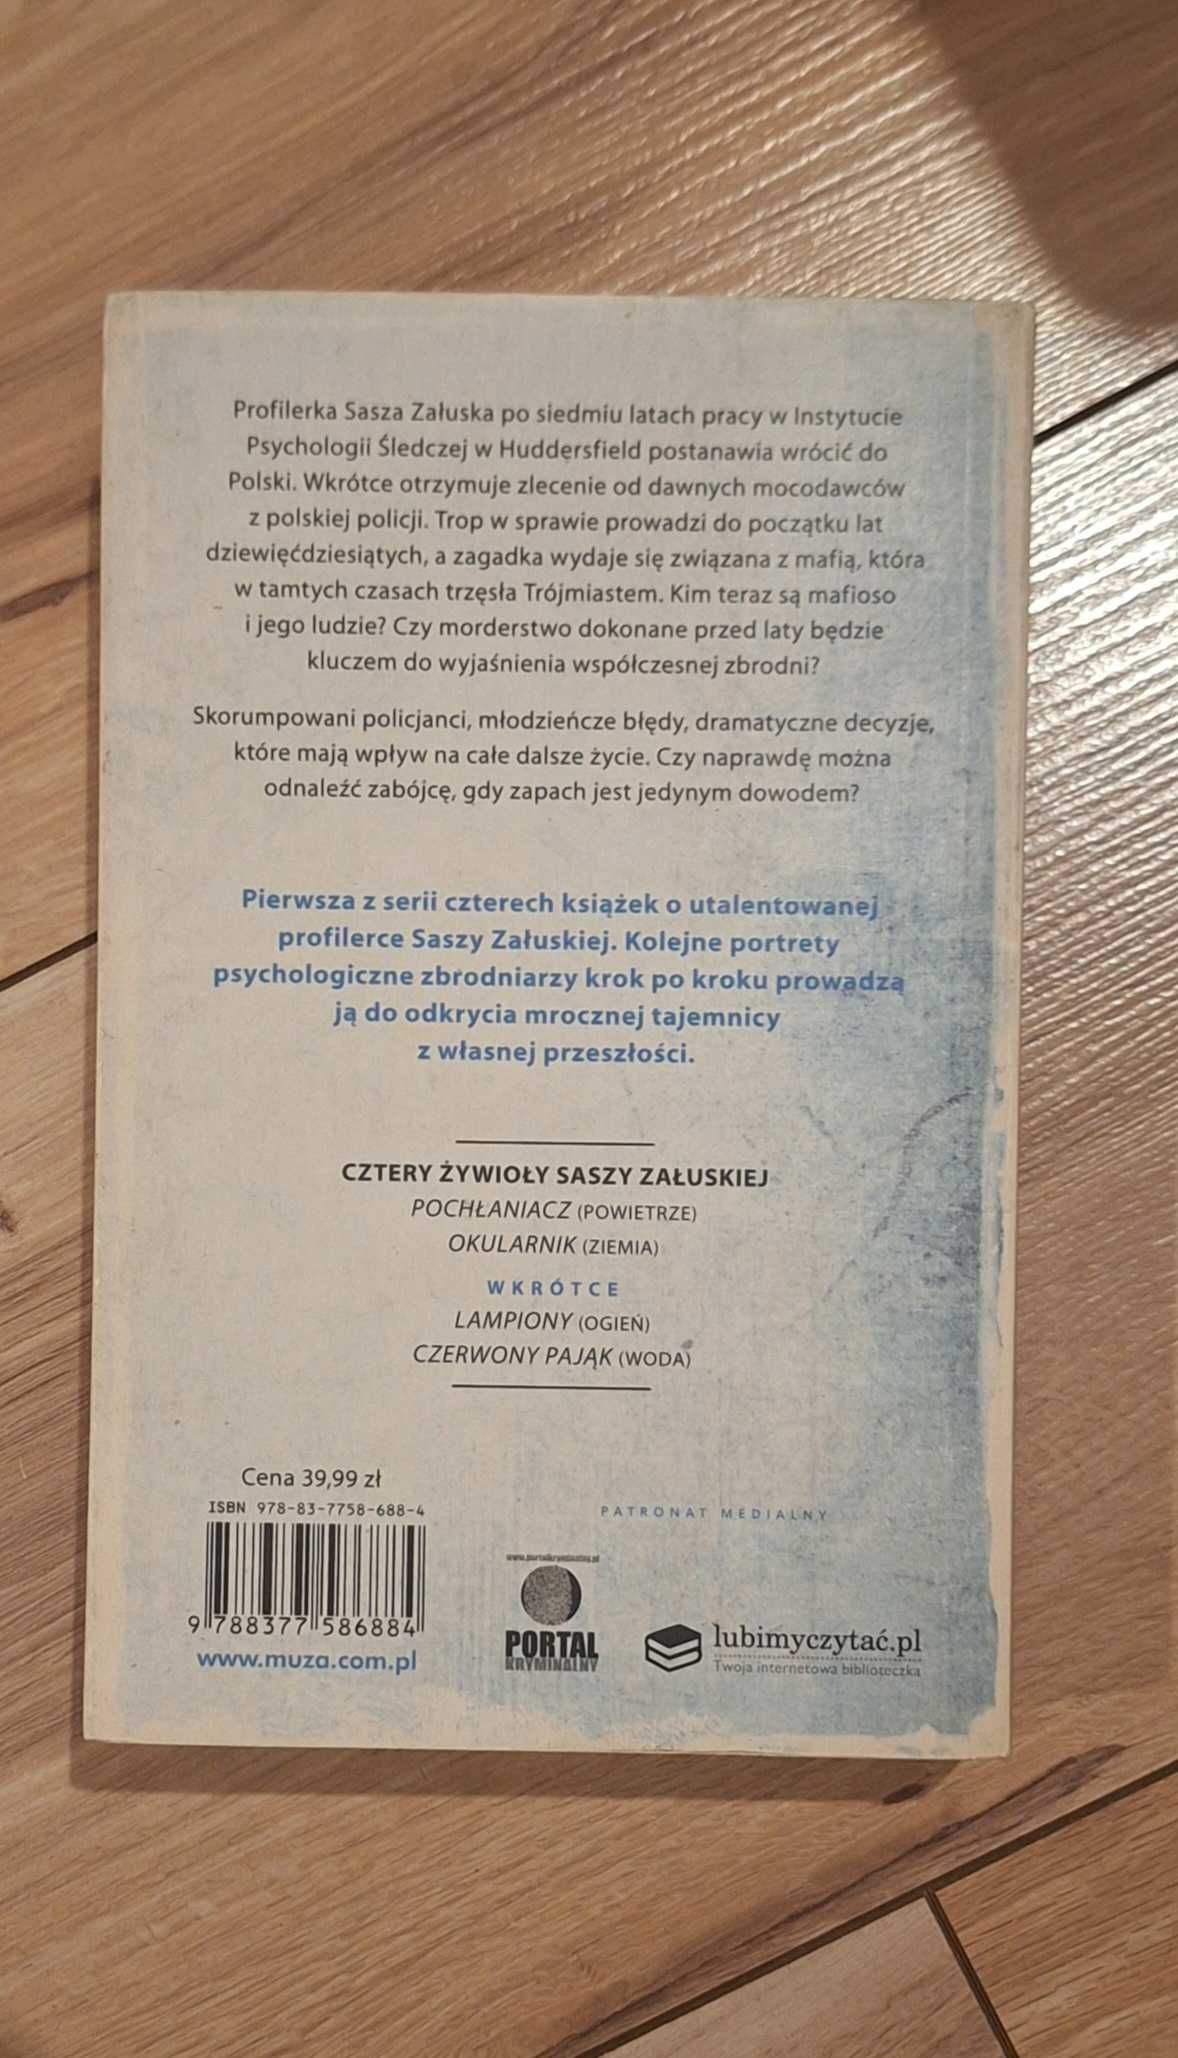 Profilerka Sasza Załuska po siedmiu latach pracy w Instytucie
Psychologii Śledczej w Huddersfield postanawia wrócić do
Polski. Wkrótce otrzymuje zlecenie od dawnych mocodawców
z polskiej policji. Trop w sprawie prowadzi do początku lat
dziewięćdziesiątych, a zagadka wydaje się związana z mafią, która
w tamtych czasach trzęsła Trójmiastem. Kim teraz są mafioso
i jego ludzie? Czy morderstwo dokonane przed laty będzie
kluczem do wyjaśnienia współczesnej zbrodni?
Skorumpowani policjanci, młodzieńcze błędy, dramatyczne decyzje,
które mają wpływ na całe dalsze życie. Czy naprawdę można
odnaleźć zabójcę, gdy zapach jest jedynym dowodem?
Pierwsza z serii czterech książek o utalentowanej
profilerce Saszy Załuskiej. Kolejne portrety
psychologiczne zbrodniarzy krok po kroku prowadzą
ją do odkrycia mrocznej tajemnicy
z własnej przeszłości.
CZTERY ŻYWIOŁY SASZY ZAŁUSKIEJ
POCHŁANIACZ (POWIETRZE)
OKULARNIK (ZIEMIA)
WKRÓTCE
LAMPIONY (OGIEŃ)
CZERWONY PAJĄK (WODA)
Cena 39,99 zł
ISBN 978-83-7758-688-4
9 788377 586884
www.muza.com.pl
PATRONAT MEDIALNY
www.portalkryminalny.pl
PORTAL
KRYMINALNY
lubimyczytać.pl
Twoja internetowa biblioteczka